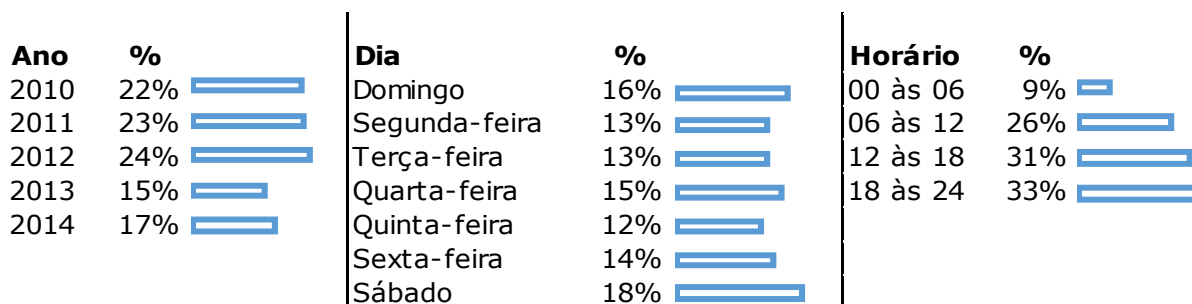 Ano %
2010 22%
2011 23%
2012 24%
2013 15%
2014 17%
Dia %
Domingo 16%
Segunda-feira 13%
Terça-feira 13%
Quarta-feira 15%
Quinta-feira 12%
Sexta-feira 14%
Sábado 18%
Horário %
00 às 06 9%
06 às 12 26%
12 às 18 31%
18 às 24 33%